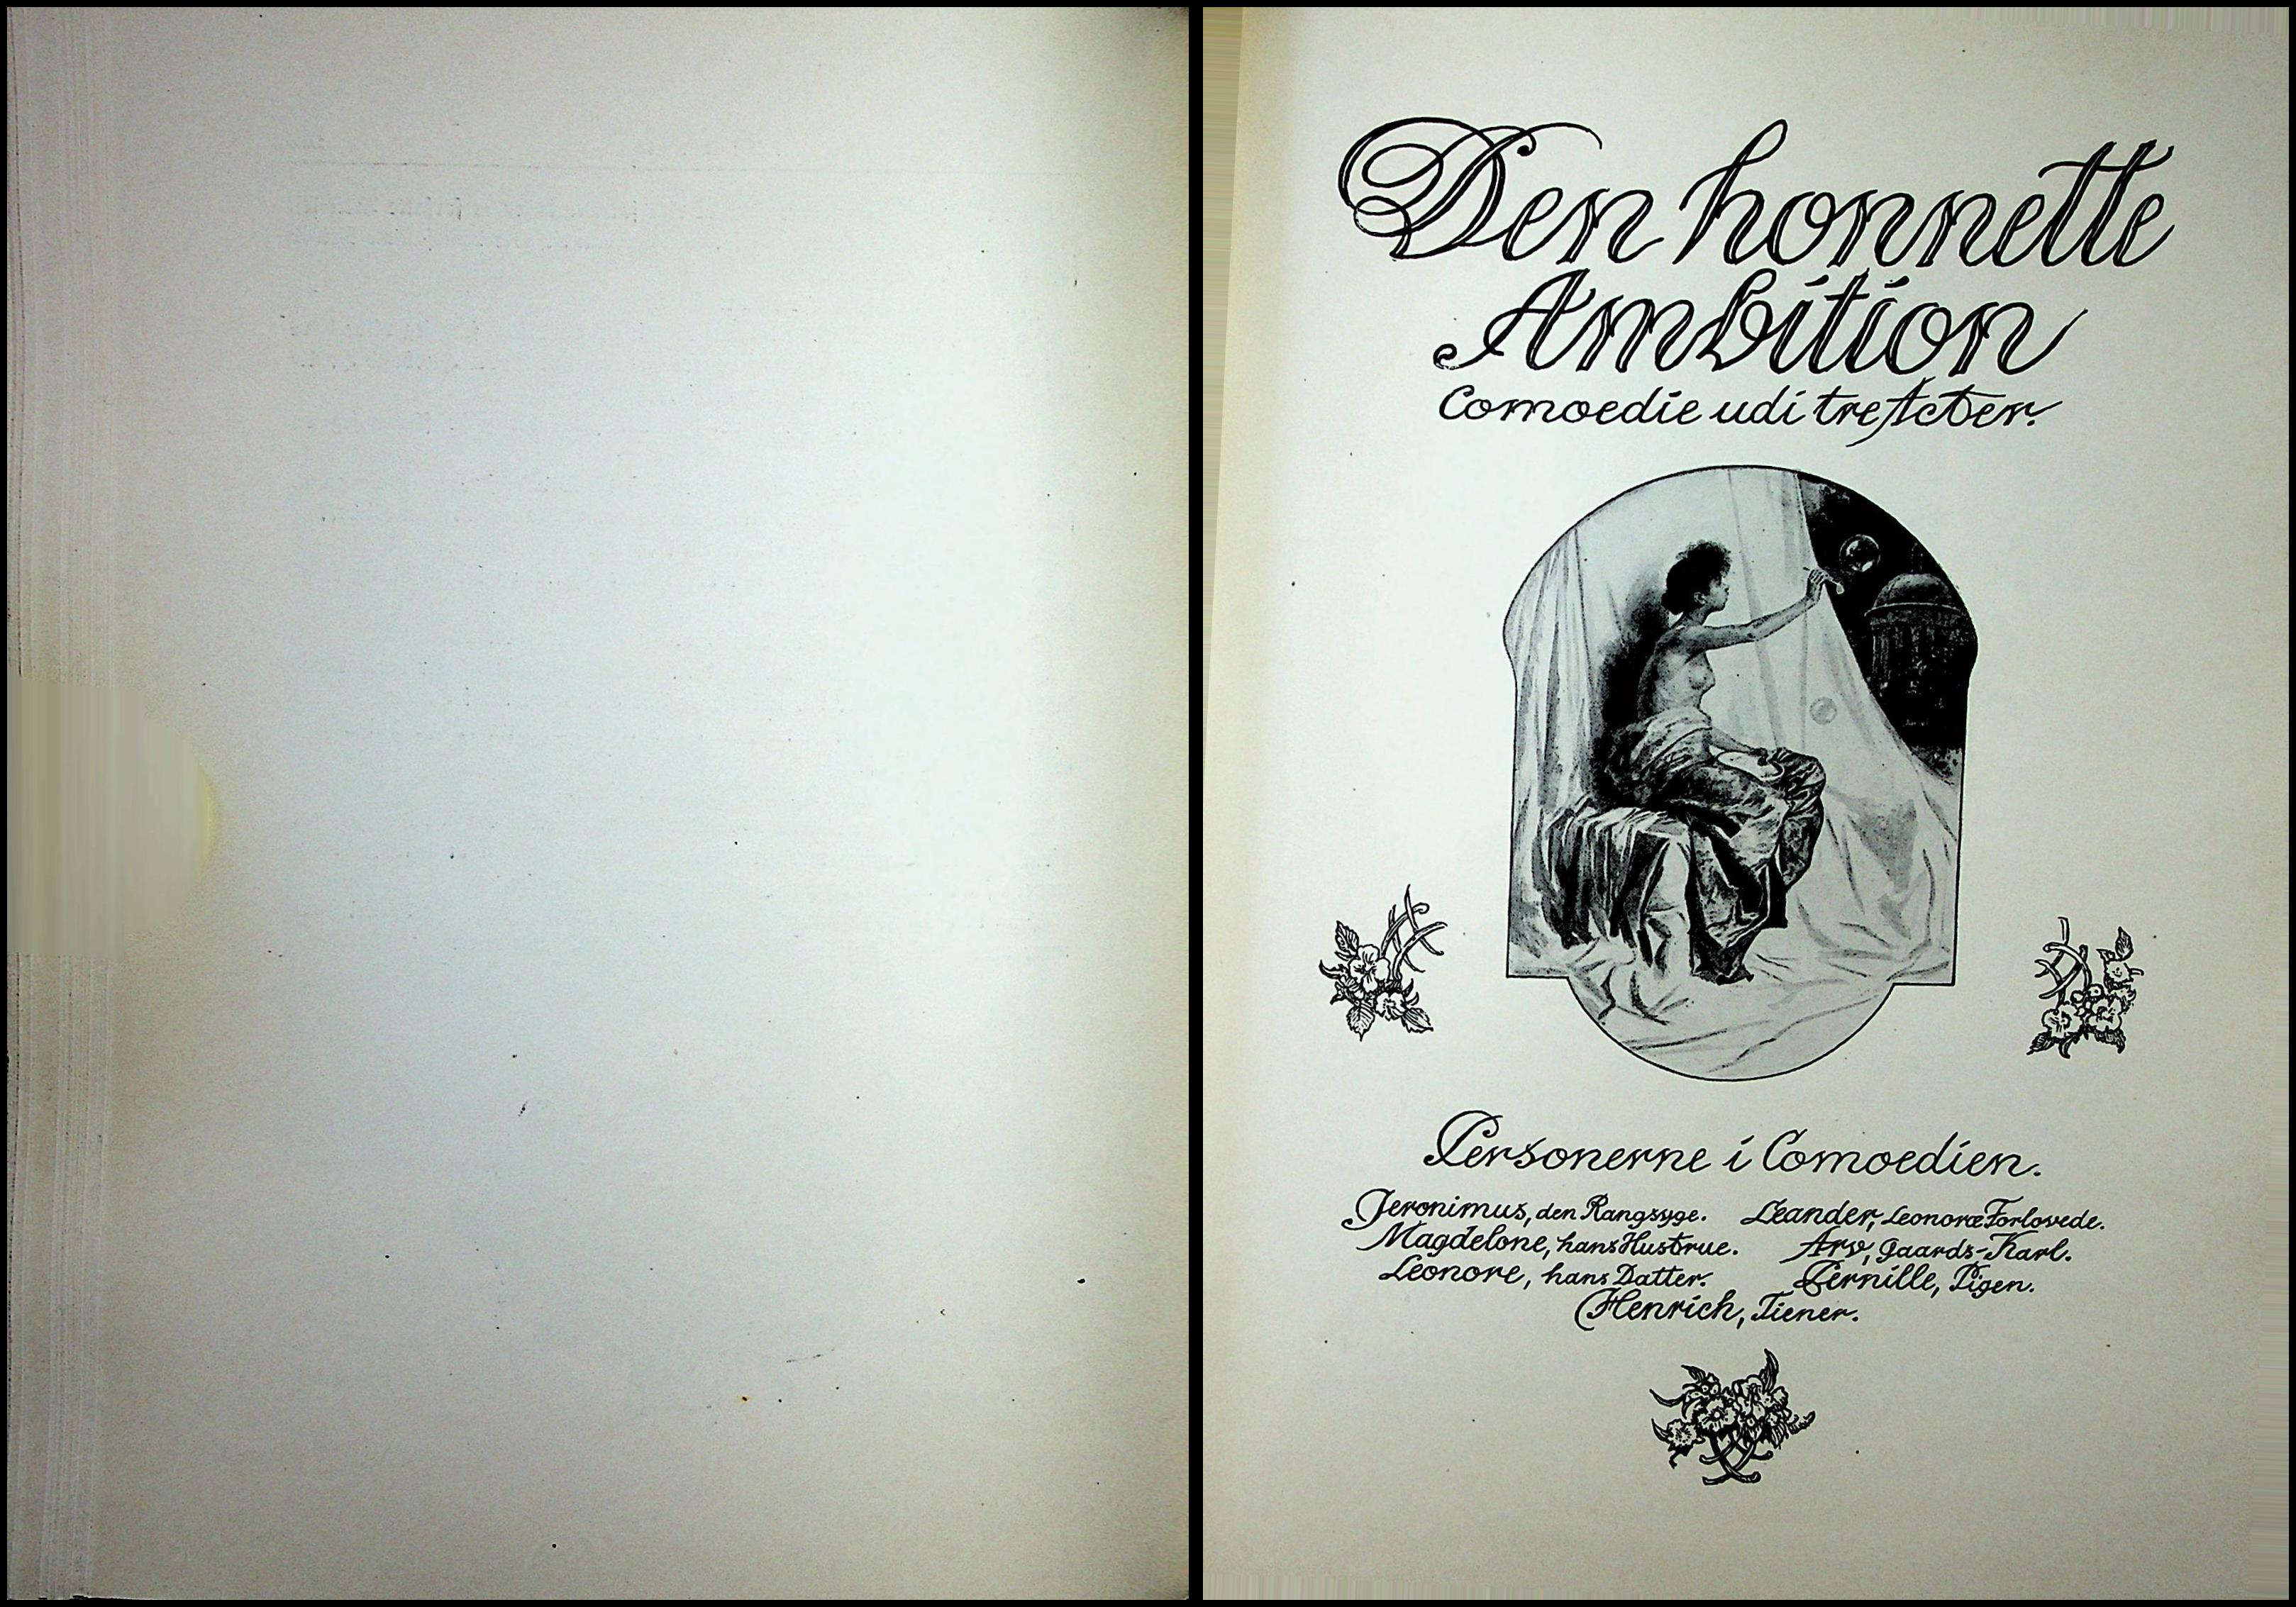 Den honnette
Ambition
Comoedie udi tre Acter.
Personerne i Comoedien.
Jeronimus, den Rangsyge.
Magdelone, hans Hustrue.
Leonore, hans Datter.
Leander, Leonoræ Forlovede.
Arv, Gaards-Karl.
Pernille, Pigen.
Henrich, Tiener.